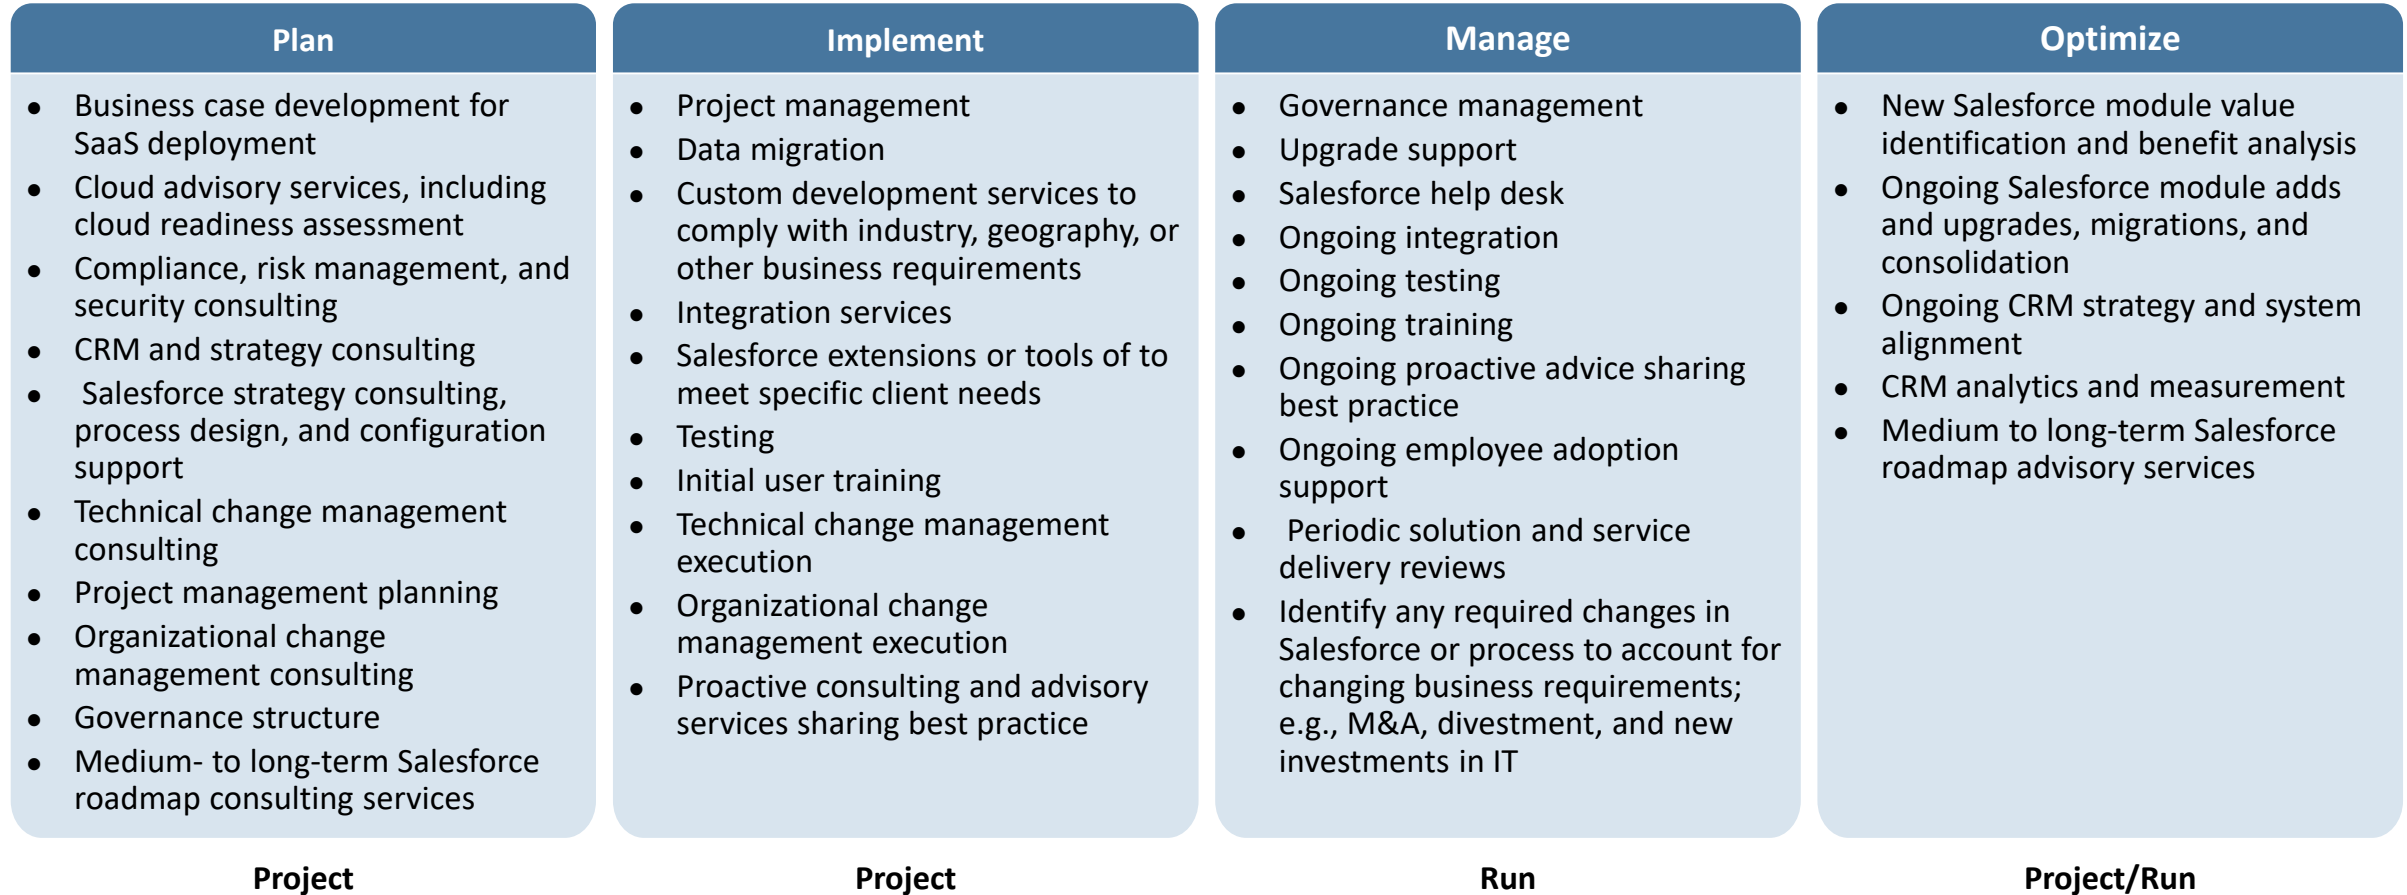 Plan
● Business case development for
SaaS deployment
● Cloud advisory services, including
cloud readiness assessment
● Compliance, risk management, and
security consulting
● CRM and strategy consulting
● Salesforce strategy consulting,
process design, and configuration
support
● Technical change management
consulting
● Project management planning
● Organizational change
management consulting
● Governance structure
● Medium- to long-term Salesforce
roadmap consulting services
Project
Implement
● Project management
● Data migration
● Custom development services to
comply with industry, geography, or
other business requirements
● Integration services
● Salesforce extensions or tools of to
meet specific client needs
● Testing
● Initial user training
● Technical change management
execution
● Organizational change
management execution
● Proactive consulting and advisory
services sharing best practice
Project
Manage
● Governance management
● Upgrade support
● Salesforce help desk
● Ongoing integration
● Ongoing testing
● Ongoing training
● Ongoing proactive advice sharing
best practice
● Ongoing employee adoption
support
● Periodic solution and service
delivery reviews
● Identify any required changes in
Salesforce or process to account for
changing business requirements;
e.g., M&A, divestment, and new
investments in IT
Run
Optimize
● New Salesforce module value
identification and benefit analysis
● Ongoing Salesforce module adds
and upgrades, migrations, and
consolidation
● Ongoing CRM strategy and system
alignment
● CRM analytics and measurement
● Medium to long-term Salesforce
roadmap advisory services
Project/Run